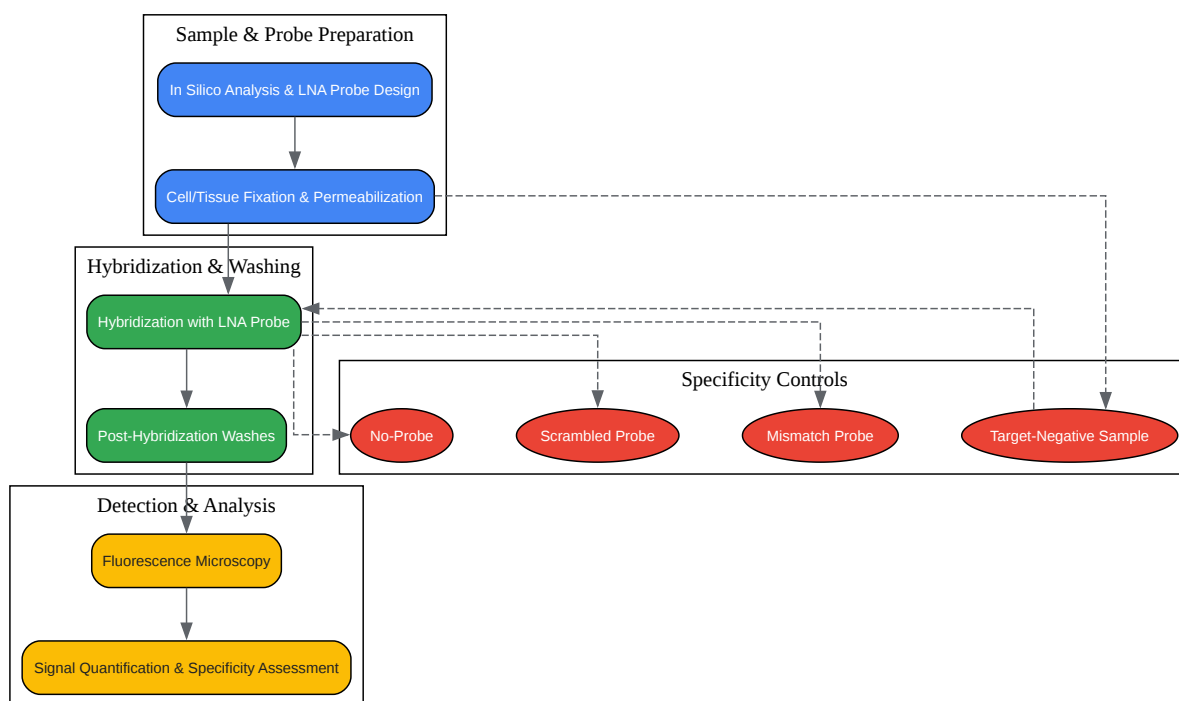 Sample & Probe Preparation
In Silico Analysis & LNA Probe Design
Cell/Tissue Fixation & Permeabilization
Hybridization & Washing
Hybridization with LNA Probe
Post-Hybridization Washes
Specificity Controls
No-Probe
Scrambled Probe
Mismatch Probe
Target-Negative Sample
Detection & Analysis
Fluorescence Microscopy
Signal Quantification & Specificity Assessment